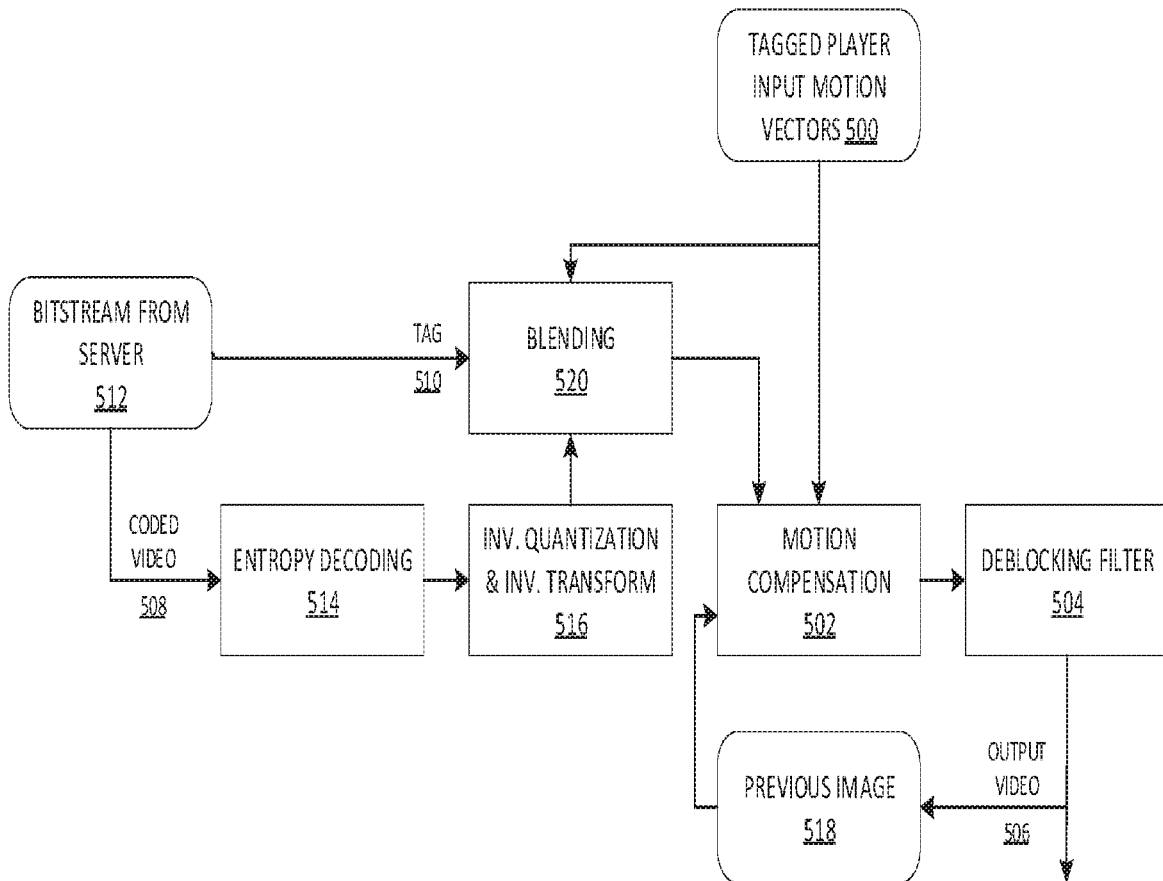 TAGGED PLAYER
INPUT MOTION
VECTORS 500
BITSTREAM FROM
SERVER
512
TAG
510
BLENDING
520
CODED
VIDEO
508
ENTROPY DECODING
514
INV. QUANTIZATION
& INV. TRANSFORM
516
MOTION
COMPENSATION
502
DEBLOCKING FILTER
504
PREVIOUS IMAGE
518
OUTPUT
VIDEO
506